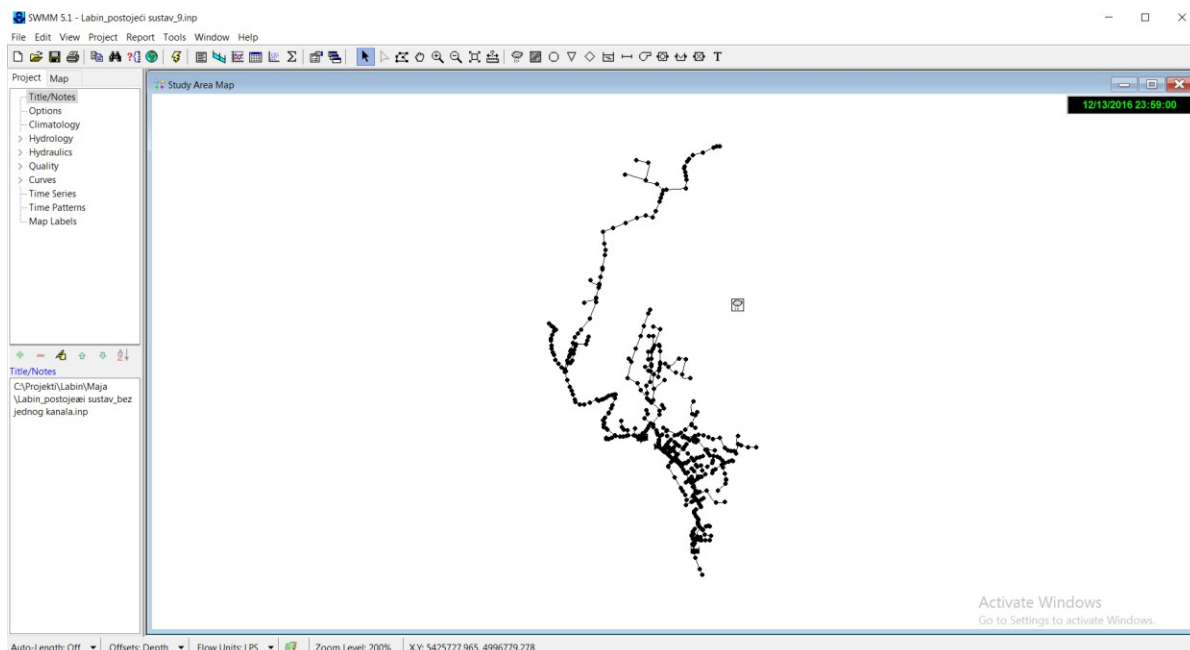 SWMM 5.1 - Labin_postojeći sustav_9.inp
File Edit View Project Report Tools Window Help
Project Map
Study Area Map
12/13/2016 23:59:00
Title/Notes
Options
Climatology
Hydrology
Hydraulics
Quality
Curves
Time Series
Time Patterns
Map Labels
Title/Notes
C:\Projekti\Labin\Maja
\Labin_postojeæi sustav_bez
jednog kanala.inp
Activate Windows
Go to Settings to activate Windows.
Auto-Length: Off Offsets: Depth Flow Units: LPS Zoom Level: 200% X,Y: 5425727.965, 4996779.278